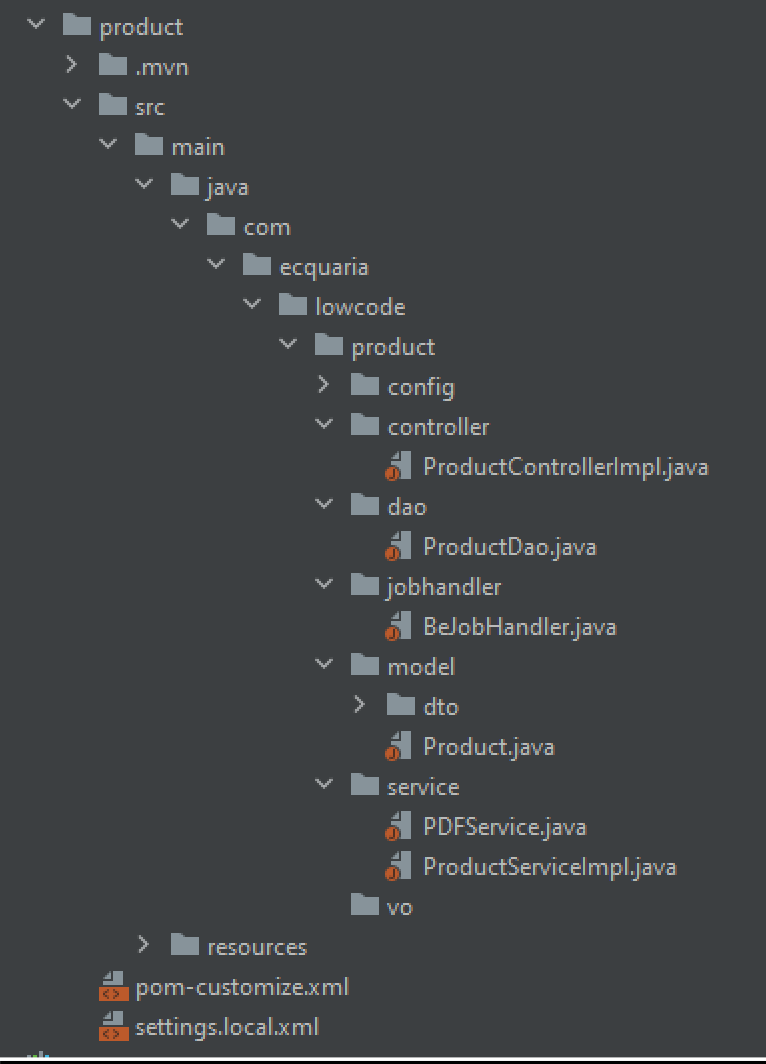 product
.mvn
src
main
java
com
ecquaria
lowcode
product
config
controller
ProductControllerImpl.java
dao
ProductDao.java
jobhandler
BeJobHandler.java
model
dto
Product.java
service
PDFService.java
ProductServiceImpl.java
vo
resources
pom-customize.xml
settings.local.xml